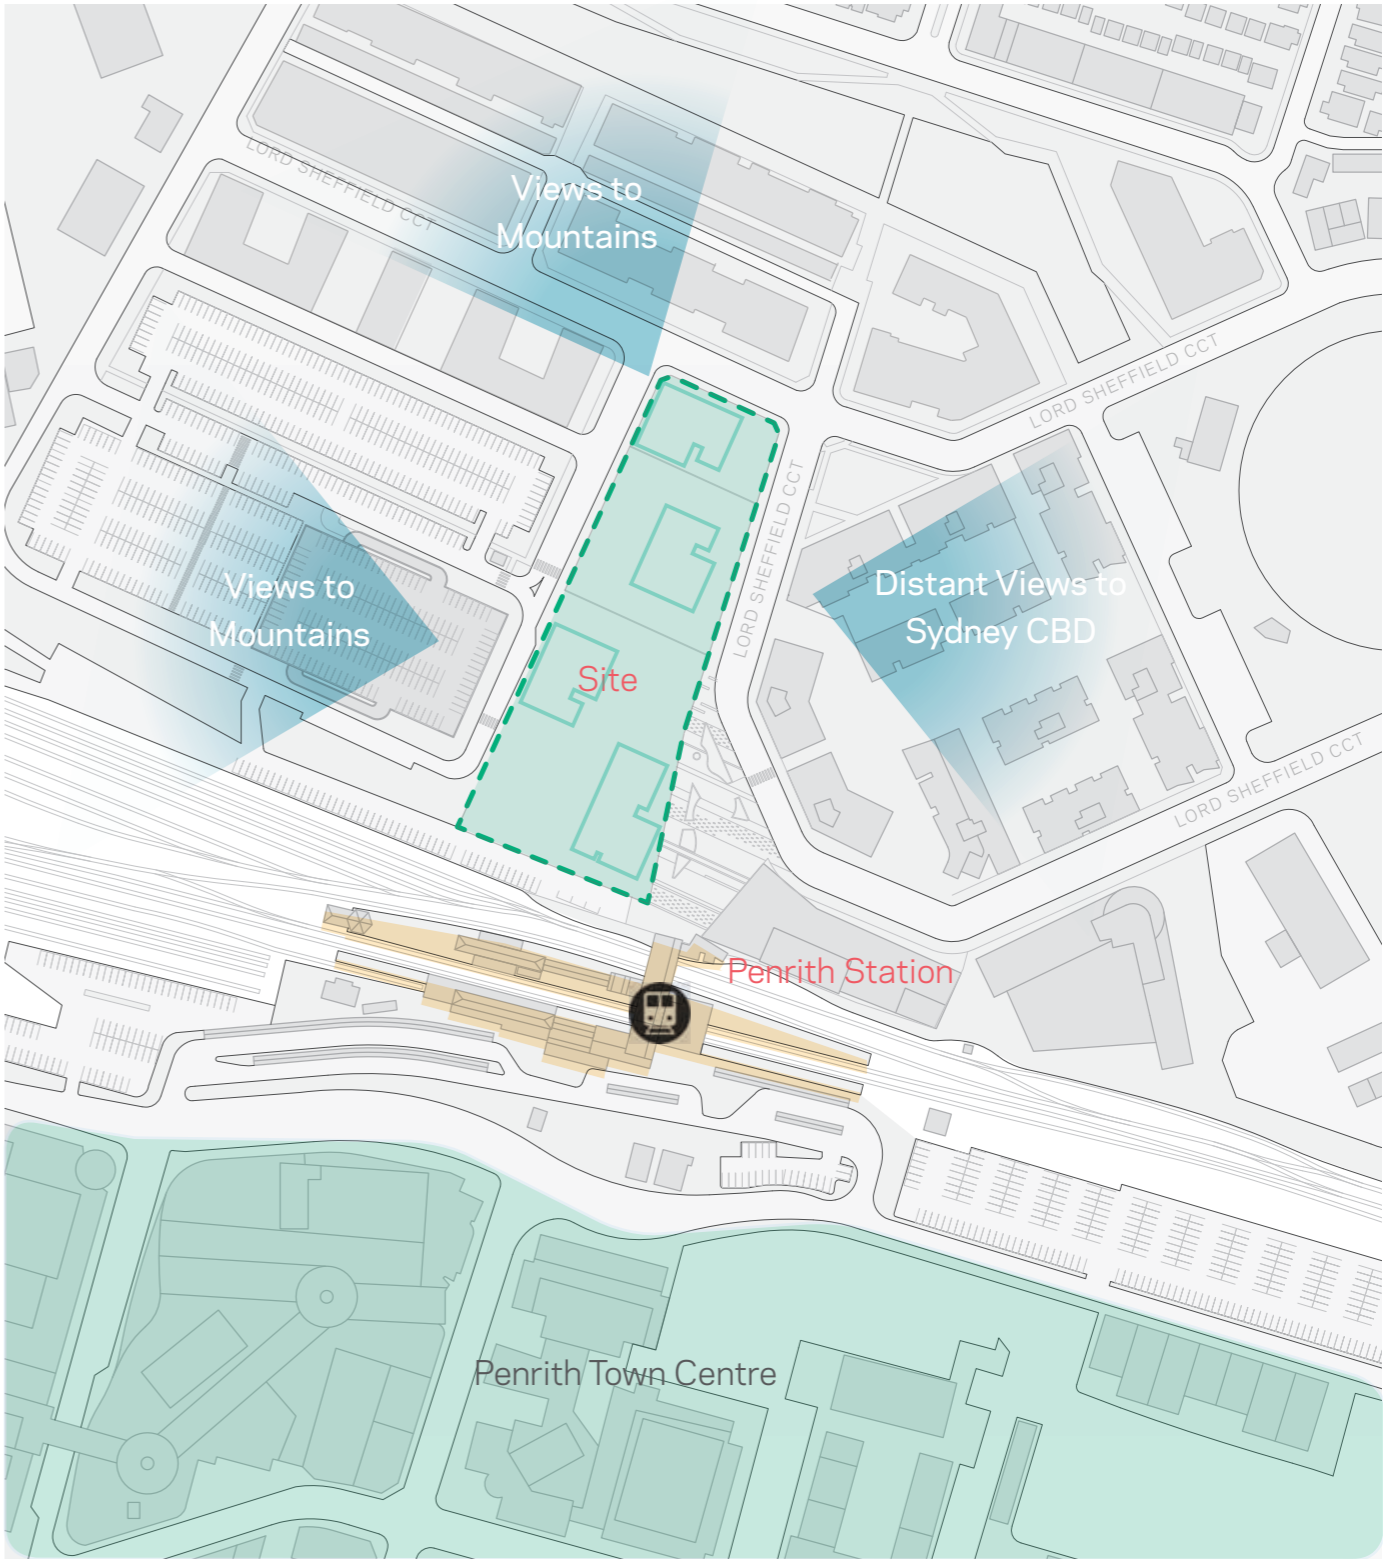 LORD SHEFFIELD CCT
Views to
Mountains
LORD SHEFFIELD CCT
LORD SHEFFIELD CCT
Views to
Mountains
Distant Views to
Sydney CBD
Site
LORD SHEFFIELD CCT
Penrith Station
Penrith Town Centre